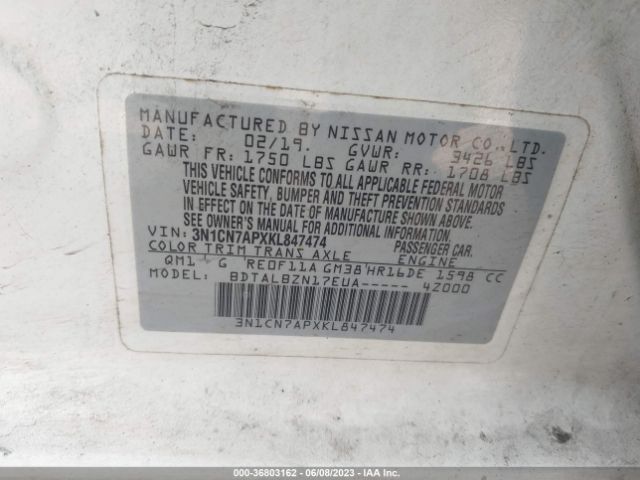 MANUFACTURED BY NISSAN MOTOR CO.,LTD.
DATE: 02/19. GVWR: 3426 LBS
GAWR FR: 1750 LBS GAWR RR: 1708 LBS
THIS VEHICLE CONFORMS TO ALL APPLICABLE FEDERAL MOTOR
VEHICLE SAFETY, BUMPER AND THEFT PREVENTION STANDARDS
IN EFFECT ON THE DATE OF MANUFACTURE SHOWN ABOVE.
SEE OWNER'S MANUAL FOR ADDITIONAL INFORMATION.
VIN: 3N1CN7APXKL847474 PASSENGER CAR.
COLOR TRIM TRANS AXLE ENGINE
QM1 - G RE0F11A GM38 HR16DE 1598 CC
MODEL: BDTALBZN17EUA----- 4Z000
3N1CN7APXKL847474
000-36803162 - 06/08/2023 - IAA Inc.